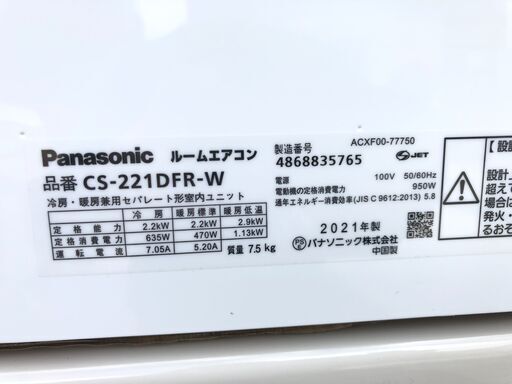 Panasonic ルームエアコン
品番 CS-221DFR-W
冷房・暖房兼用セパレート形室内ユニット
冷房 暖房標準 暖房低温
定格能力 2.2kW 2.2kW 2.9kW
定格消費電力 635W 470W 1.13kW
運転電流 7.05A 5.20A
質量 7.5 kg
ACXF00-77750
製造番号
4868835765
JET
電源 100V 50/60Hz
電動機の定格消費電力 950W
通年エネルギー消費効率(JIS C 9612:2013) 5.8
2021年製
PSE パナソニック株式会社
中国製
【設
設計上
超えて
場合は
発火・
るおそ